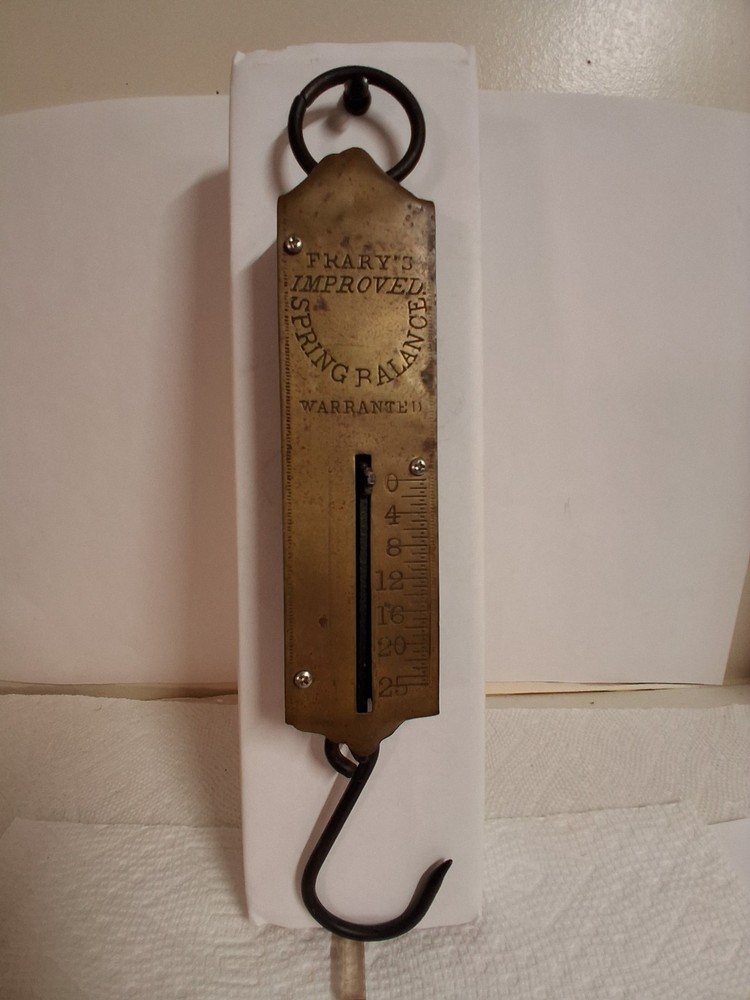 FRARY'S
IMPROVED
SPRING BALANCE
WARRANTED
0
4
8
12
16
20
25